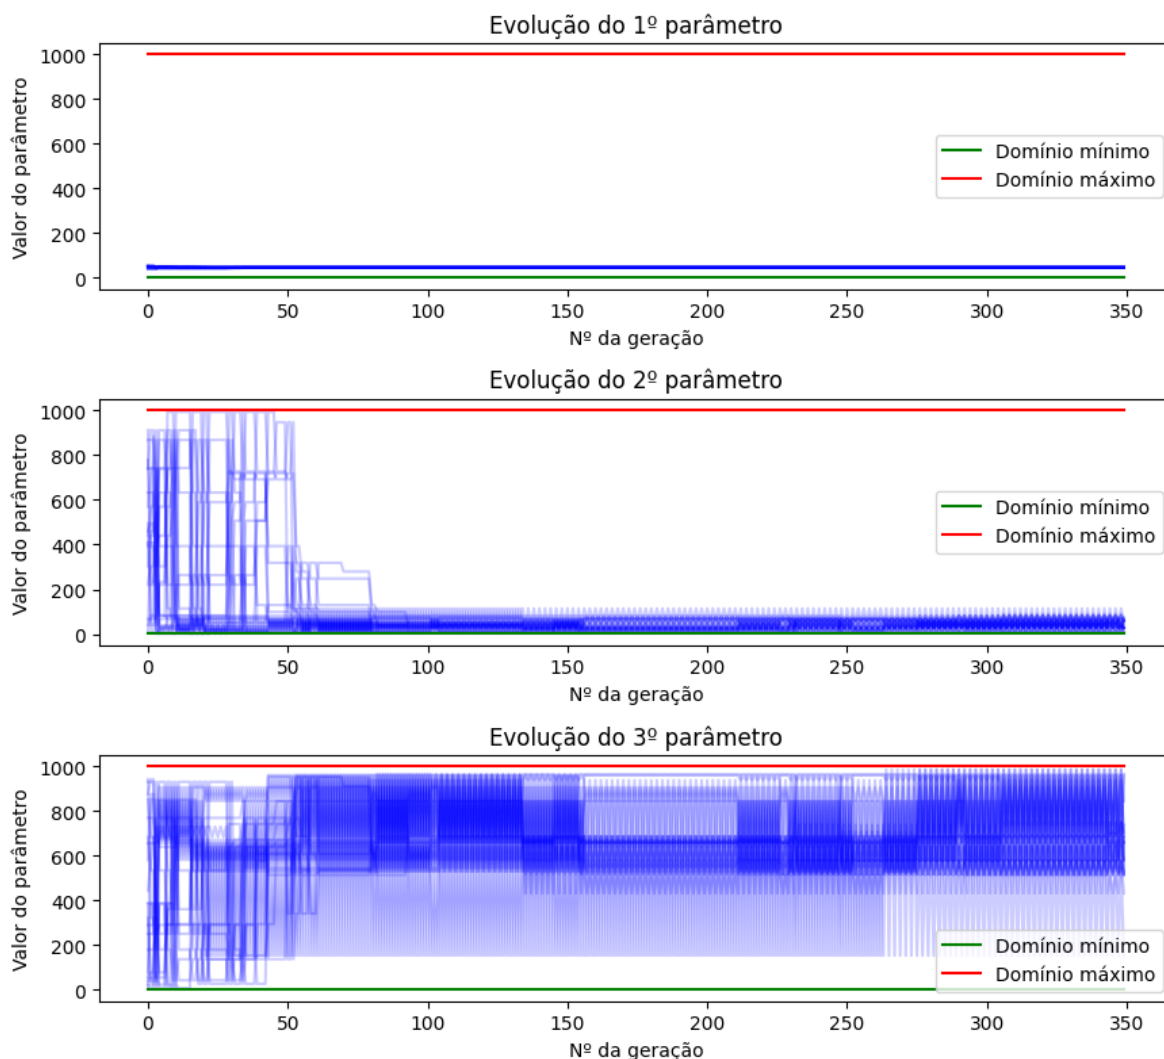 Evolução do 1º parâmetro
Valor do parâmetro
1000
800
600
400
200
0
Domínio mínimo
Domínio máximo
0 50 100 150 200 250 300 350
Nº da geração
Evolução do 2º parâmetro
Valor do parâmetro
1000
800
600
400
200
0
Domínio mínimo
Domínio máximo
0 50 100 150 200 250 300 350
Nº da geração
Evolução do 3º parâmetro
Valor do parâmetro
1000
800
600
400
200
0
Domínio mínimo
Domínio máximo
0 50 100 150 200 250 300 350
Nº da geração